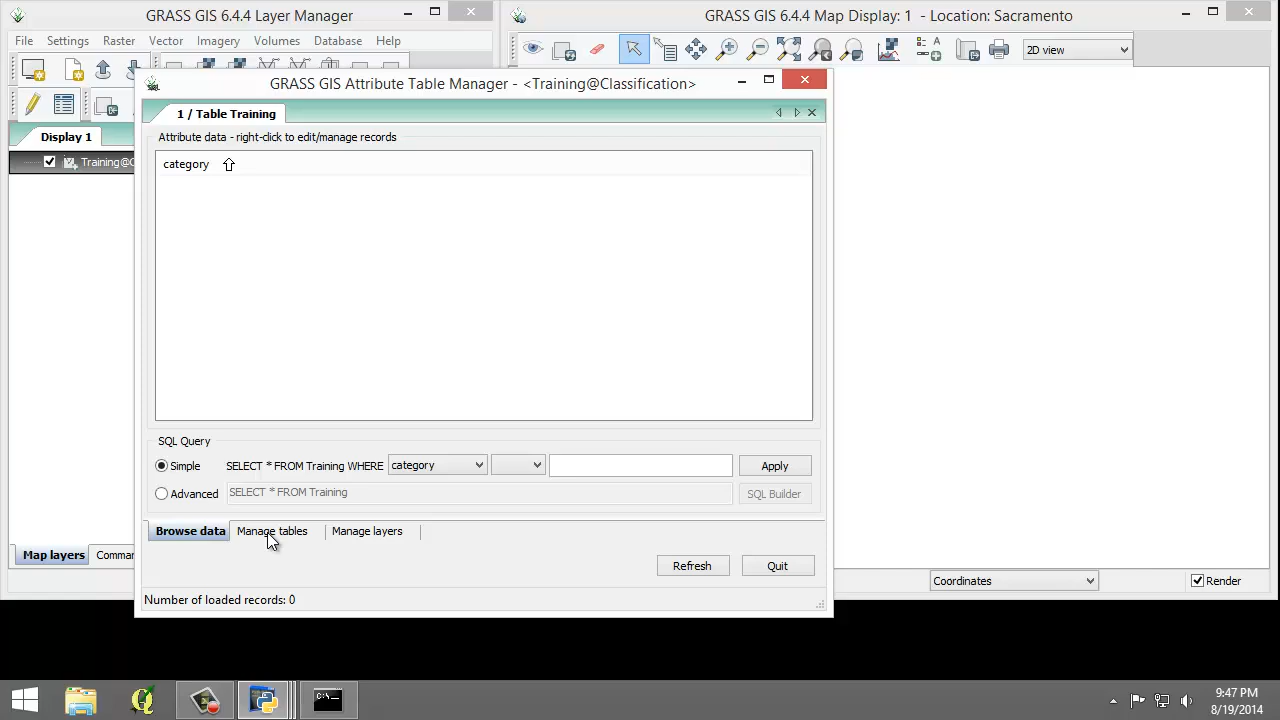 GRASS GIS 6.4.4 Layer Manager
GRASS GIS 6.4.4 Map Display: 1 - Location: Sacramento
File Settings Raster Vector Imagery Volumes Database Help
2D view
GRASS GIS Attribute Table Manager - <Training@Classification>
1 / Table Training
Display 1
Attribute data - right-click to edit/manage records
category
Training@C
SQL Query
Simple SELECT * FROM Training WHERE category Apply
Advanced SELECT * FROM Training SQL Builder
Browse data Manage tables Manage layers
Map layers Comma
Refresh Quit
Coordinates Render
Number of loaded records: 0
9:47 PM
8/19/2014